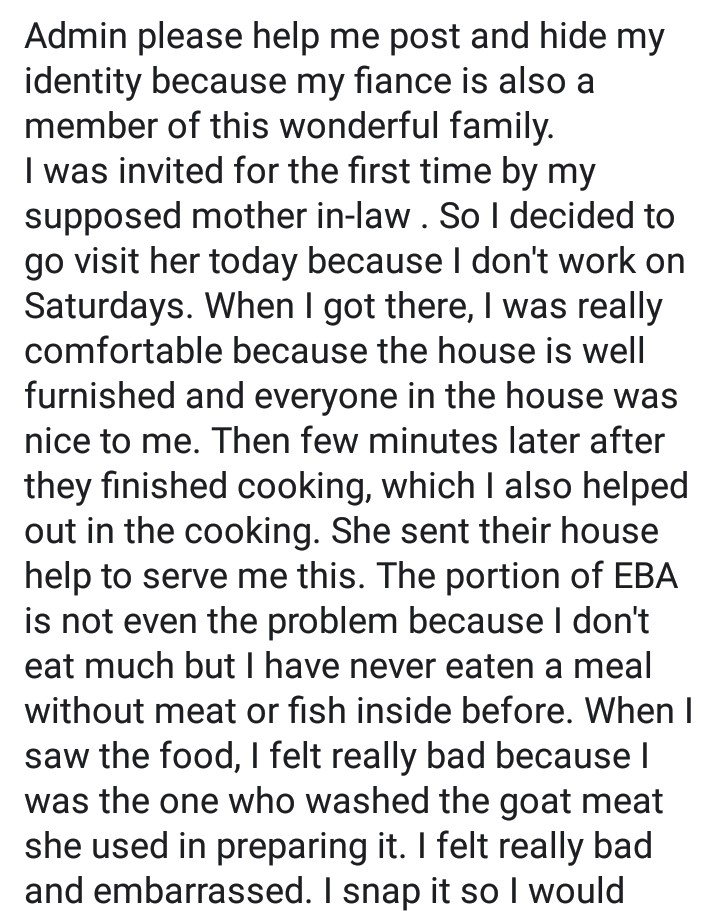 Admin please help me post and hide my
identity because my fiance is also a
member of this wonderful family.
I was invited for the first time by my
supposed mother in-law . So I decided to
go visit her today because I don't work on
Saturdays. When I got there, I was really
comfortable because the house is well
furnished and everyone in the house was
nice to me. Then few minutes later after
they finished cooking, which I also helped
out in the cooking. She sent their house
help to serve me this. The portion of EBA
is not even the problem because I don't
eat much but I have never eaten a meal
without meat or fish inside before. When I
saw the food, I felt really bad because I
was the one who washed the goat meat
she used in preparing it. I felt really bad
and embarrassed. I snap it so I would